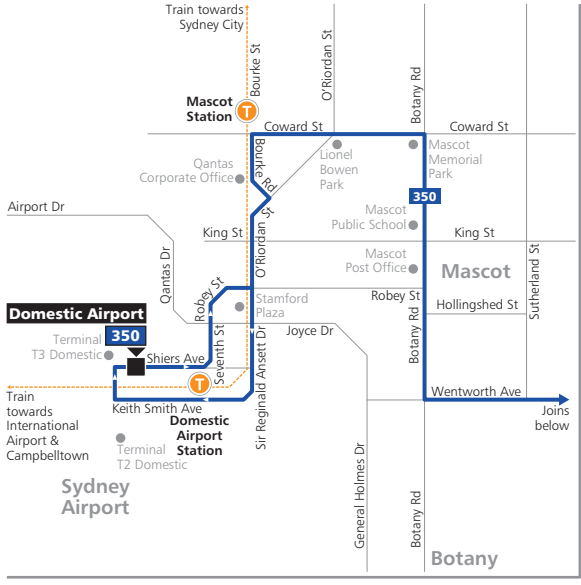 Train towards
Sydney City
Bourke St
O'Riordan St
Botany Rd
Mascot
Station
T
Coward St
Coward St
Bourke
Rd
Lionel
Bowen
Park
Mascot
Memorial
Park
Qantas
Corporate Office
350
Airport Dr
Mascot
Public School
King St
King St
O'Riordan St
Qantas Dr
Mascot
Post Office
Mascot
Sutherland St
Robey St
Robey St
Stamford
Plaza
Hollingshed St
Domestic Airport
350
Joyce Dr
Botany Rd
Terminal
T3 Domestic
Shiers Ave
Seventh St
Sir Reginald Ansett Dr
T
Wentworth Ave
Train
towards
International
Airport &
Campbelltown
Keith Smith Ave
Joins
below
Domestic
Airport
Station
Terminal
T2 Domestic
General Holmes Dr
Botany Rd
Sydney
Airport
Botany